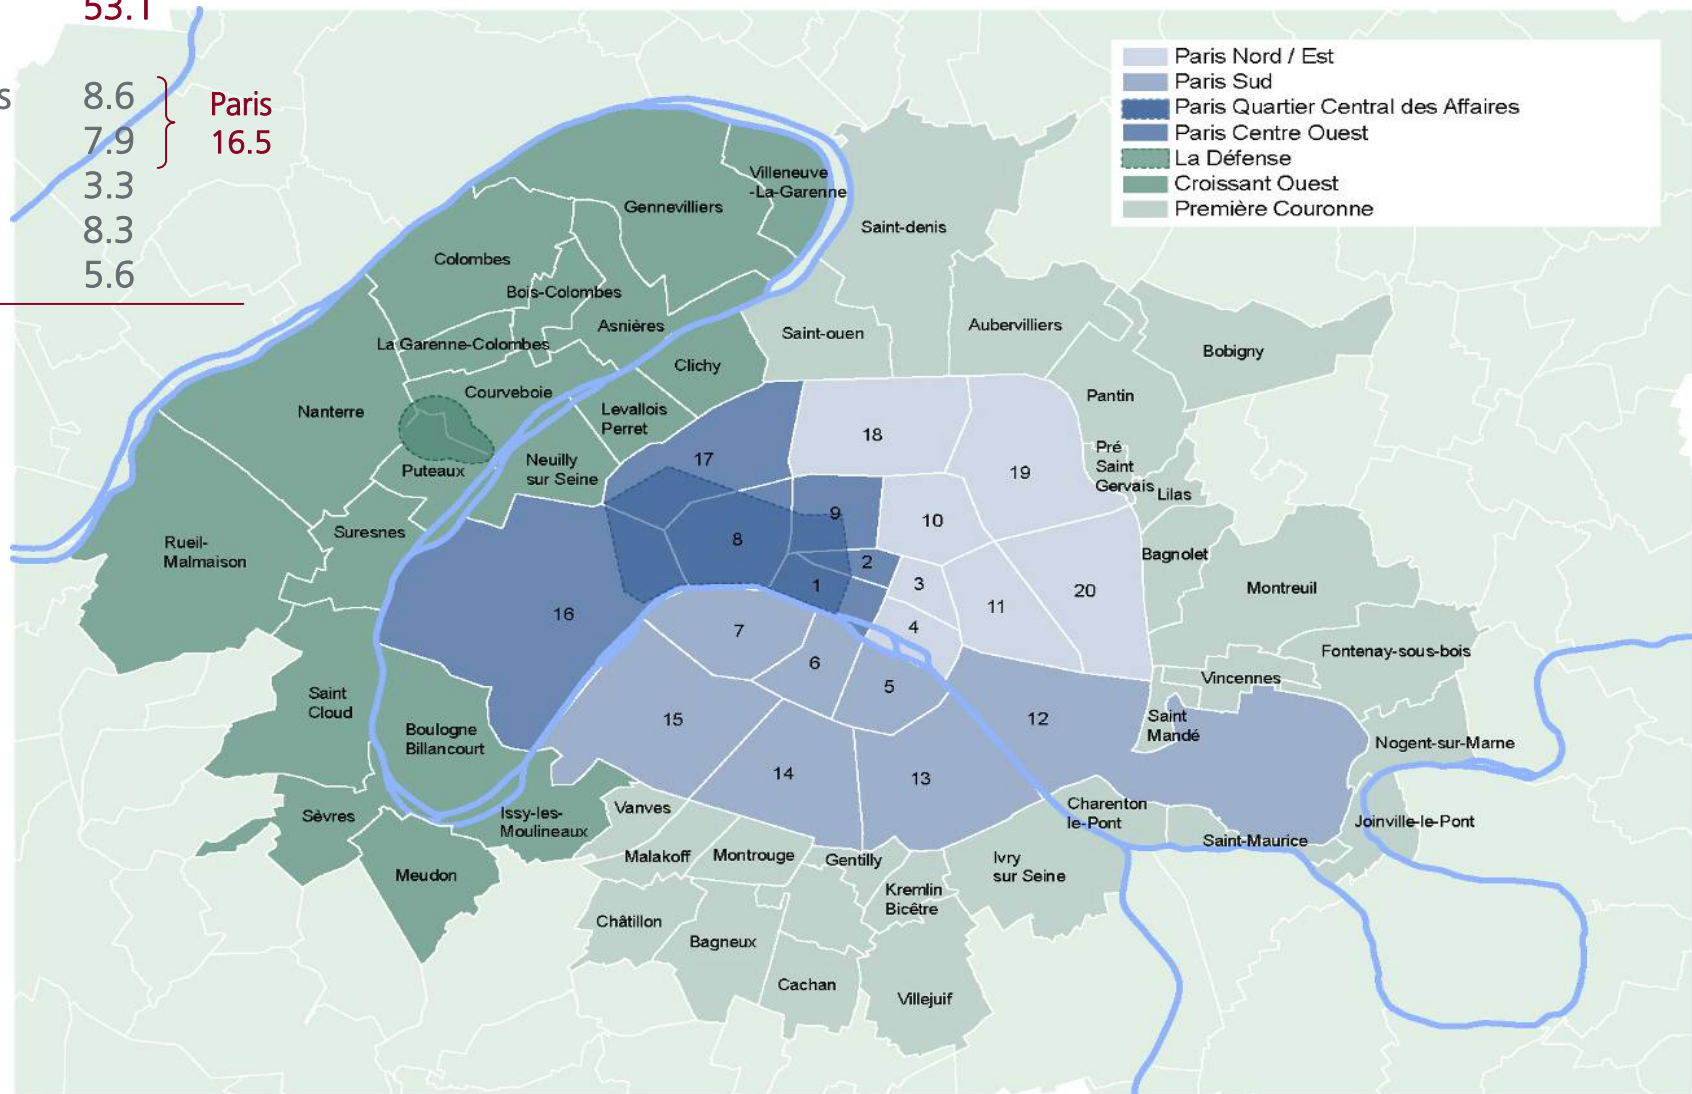 53.1
s 8.6
7.9
3.3
8.3
5.6
Paris
16.5
Paris Nord / Est
Paris Sud
Paris Quartier Central des Affaires
Paris Centre Ouest
La Défense
Croissant Ouest
Première Couronne
Villeneuve
-La-Garenne
Gennevilliers
Saint-denis
Colombes
Bois-Colombes
Asnières
La Garenne-Colombes
Saint-ouen
Aubervilliers
Bobigny
Clichy
Courveboie
Nanterre
Levallois
Perret
Pantin
Puteaux
Neuilly
sur Seine
17
18
19
Pré
Saint
Gervais
Lilas
9
10
8
2
1
3
11
20
4
16
7
6
5
Suresnes
Rueil-
Malmaison
Bagnolet
Montreuil
Fontenay-sous-bois
Vincennes
Saint
Cloud
Boulogne
Billancourt
15
12
Saint
Mandé
Nogent-sur-Marne
14
13
Sèvres
Issy-les-
Moulineaux
Vanves
Charenton
le-Pont
Joinville-le-Pont
Saint-Maurice
Malakoff
Montrouge
Gentilly
Ivry
sur Seine
Meudon
Kremlin
Bicêtre
Châtillon
Bagneux
Cachan
Villejuif